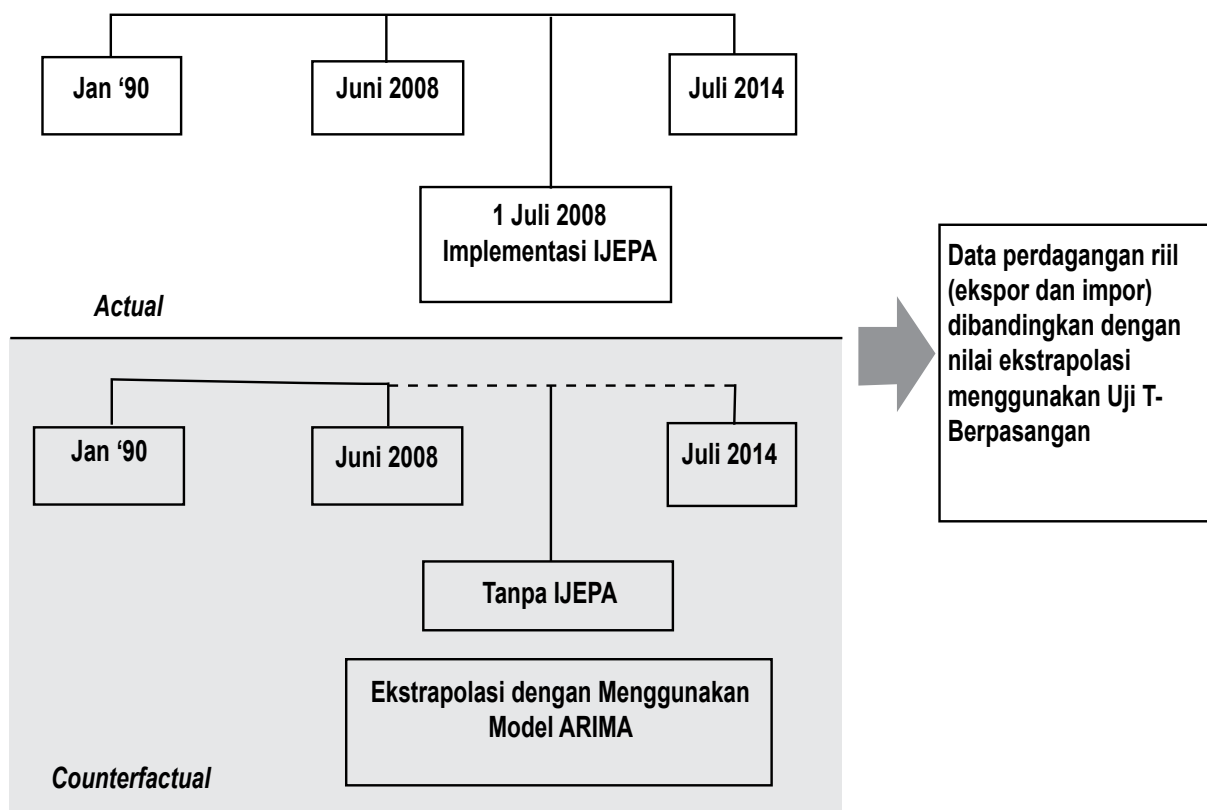 Jan ‘90
Juni 2008
Juli 2014
1 Juli 2008
Implementasi IJEPA
Actual
Data perdagangan riil
(ekspor dan impor)
dibandingkan dengan
nilai ekstrapolasi
menggunakan Uji T-
Berpasangan
Jan ‘90
Juni 2008
Juli 2014
Tanpa IJEPA
Ekstrapolasi dengan Menggunakan
Model ARIMA
Counterfactual